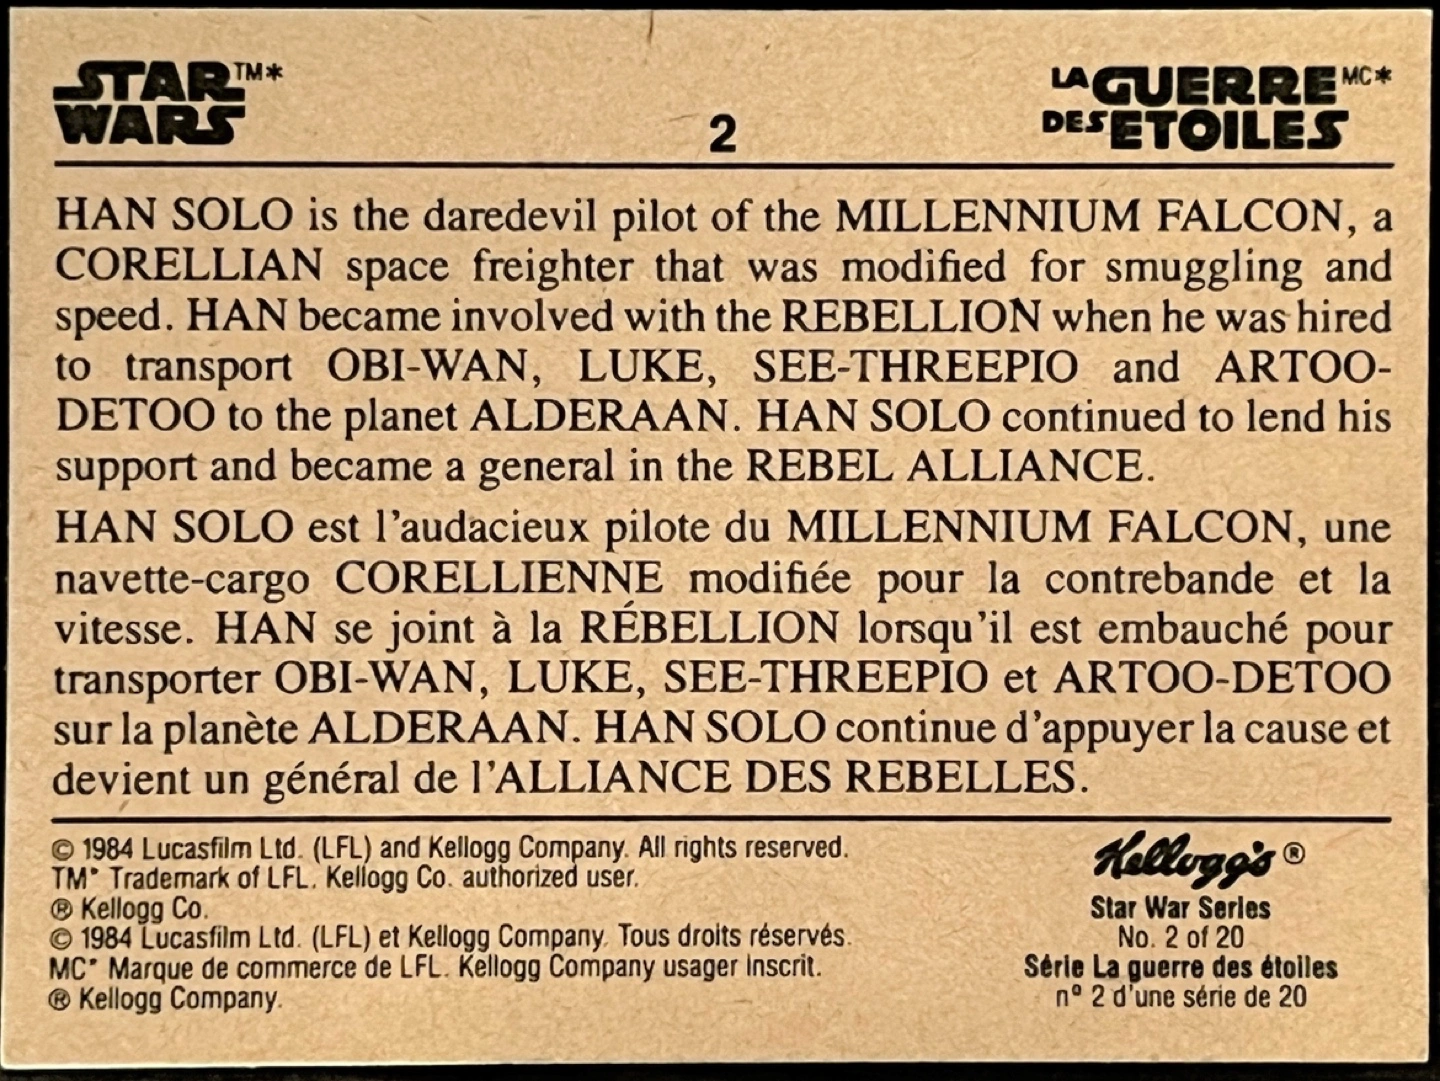 STAR TM*
WARS
2
LA GUERRE MC*
DES ETOILES
HAN SOLO is the daredevil pilot of the MILLENNIUM FALCON, a
CORELLIAN space freighter that was modified for smuggling and
speed. HAN became involved with the REBELLION when he was hired
to transport OBI-WAN, LUKE, SEE-THREEPIO and ARTOO-
DETOO to the planet ALDERAAN. HAN SOLO continued to lend his
support and became a general in the REBEL ALLIANCE.
HAN SOLO est l'audacieux pilote du MILLENNIUM FALCON, une
navette-cargo CORELLIENNE modifiée pour la contrebande et la
vitesse. HAN se joint à la RÉBELLION lorsqu'il est embauché pour
transporter OBI-WAN, LUKE, SEE-THREEPIO et ARTOO-DETOO
sur la planète ALDERAAN. HAN SOLO continue d'appuyer la cause et
devient un général de l'ALLIANCE DES REBELLES.
© 1984 Lucasfilm Ltd. (LFL) and Kellogg Company. All rights reserved.
TM* Trademark of LFL. Kellogg Co. authorized user.
® Kellogg Co.
© 1984 Lucasfilm Ltd. (LFL) et Kellogg Company. Tous droits réservés.
MC* Marque de commerce de LFL. Kellogg Company usager inscrit.
® Kellogg Company.
Kellogg's ®
Star War Series
No. 2 of 20
Série La guerre des étoiles
nº 2 d'une série de 20